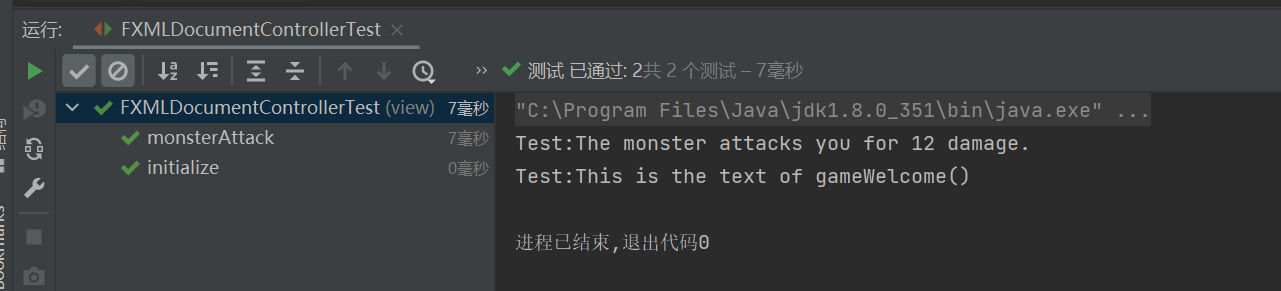 运行: FXMLDocumentControllerTest
测试 已通过: 2共 2 个测试 – 7毫秒
FXMLDocumentControllerTest (view) 7毫秒
monsterAttack 7毫秒
initialize 0毫秒
"C:\Program Files\Java\jdk1.8.0_351\bin\java.exe" ...
Test:The monster attacks you for 12 damage.
Test:This is the text of gameWelcome()
进程已结束,退出代码0